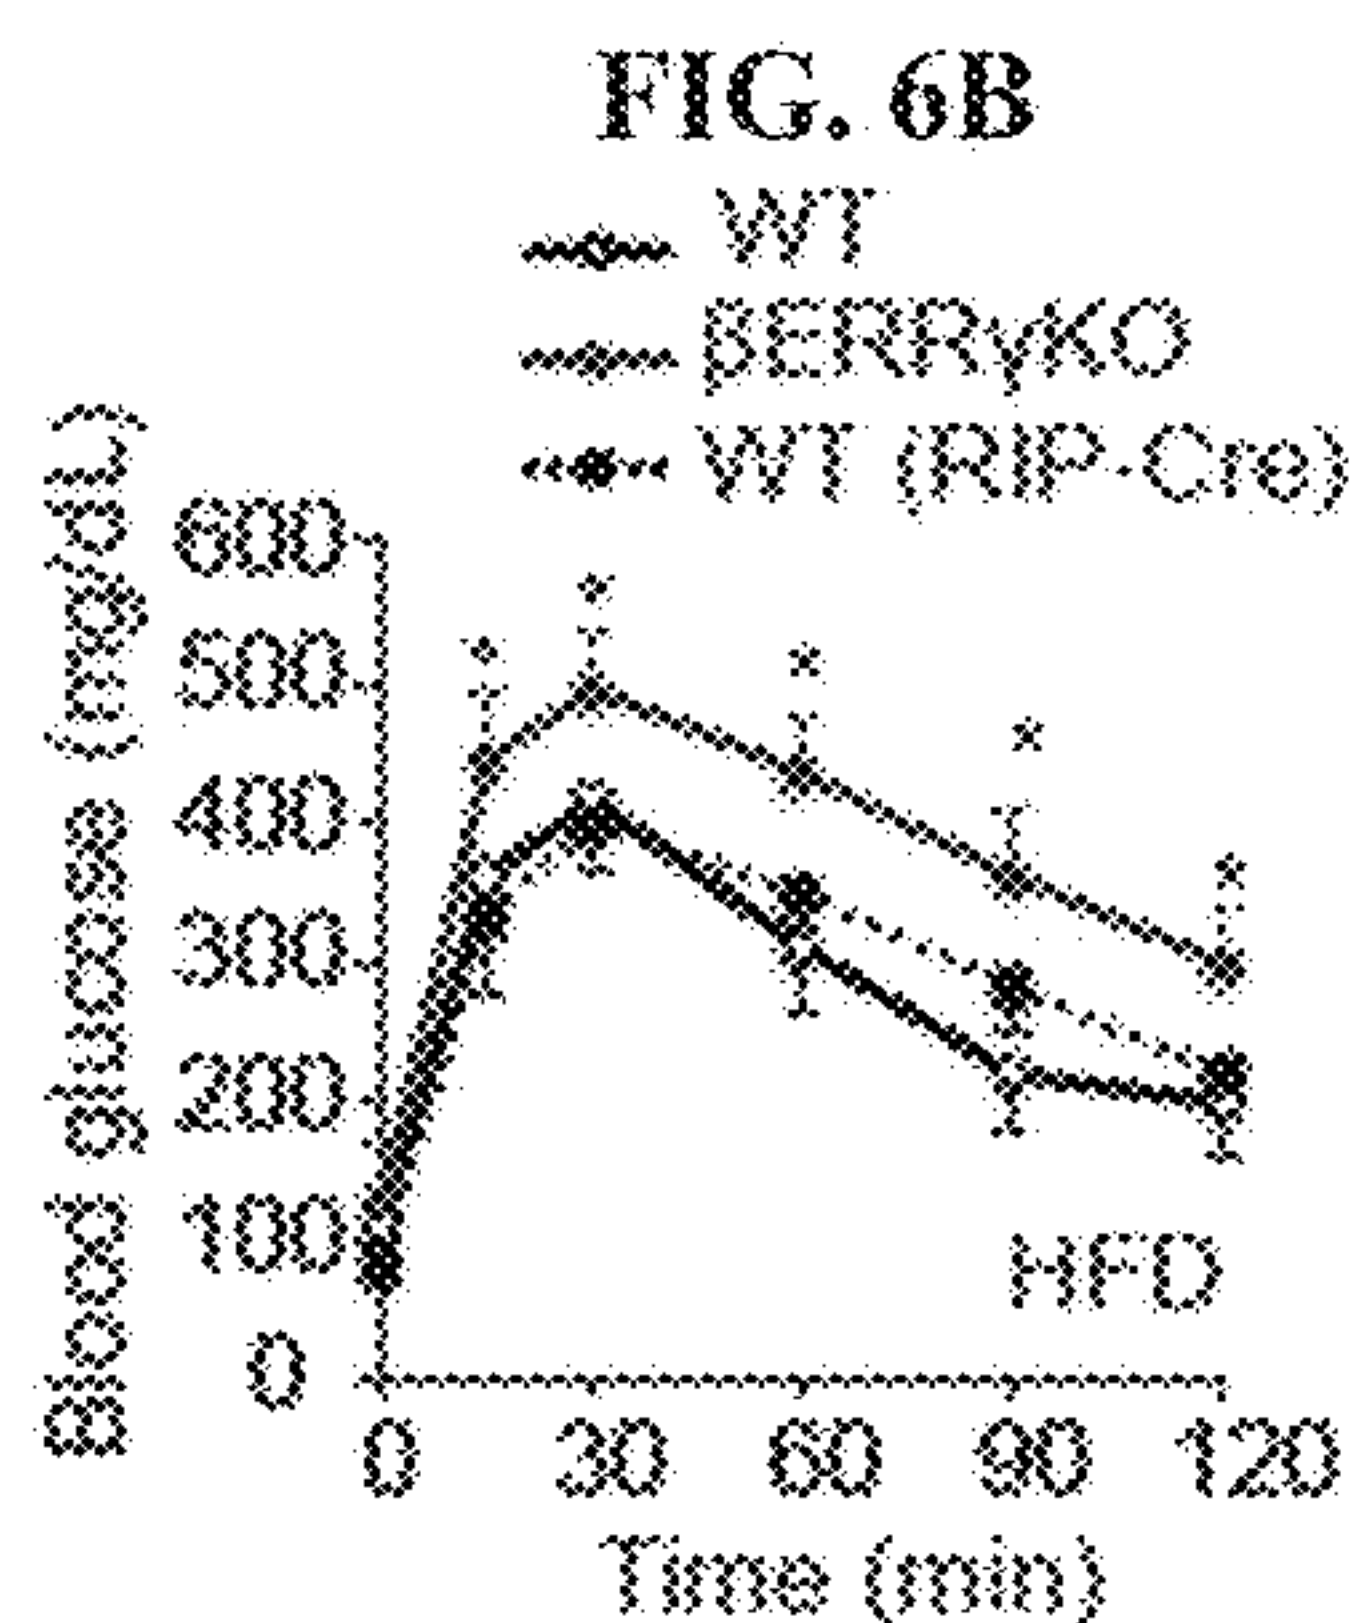 FIG. 6B
WT
βERRγKO
WT (RIP-Cre)
Blood glucose (mg/dL)
600
500
400
300
200
100
0
* * * * *
HFD
0 30 60 90 120
Time (min)